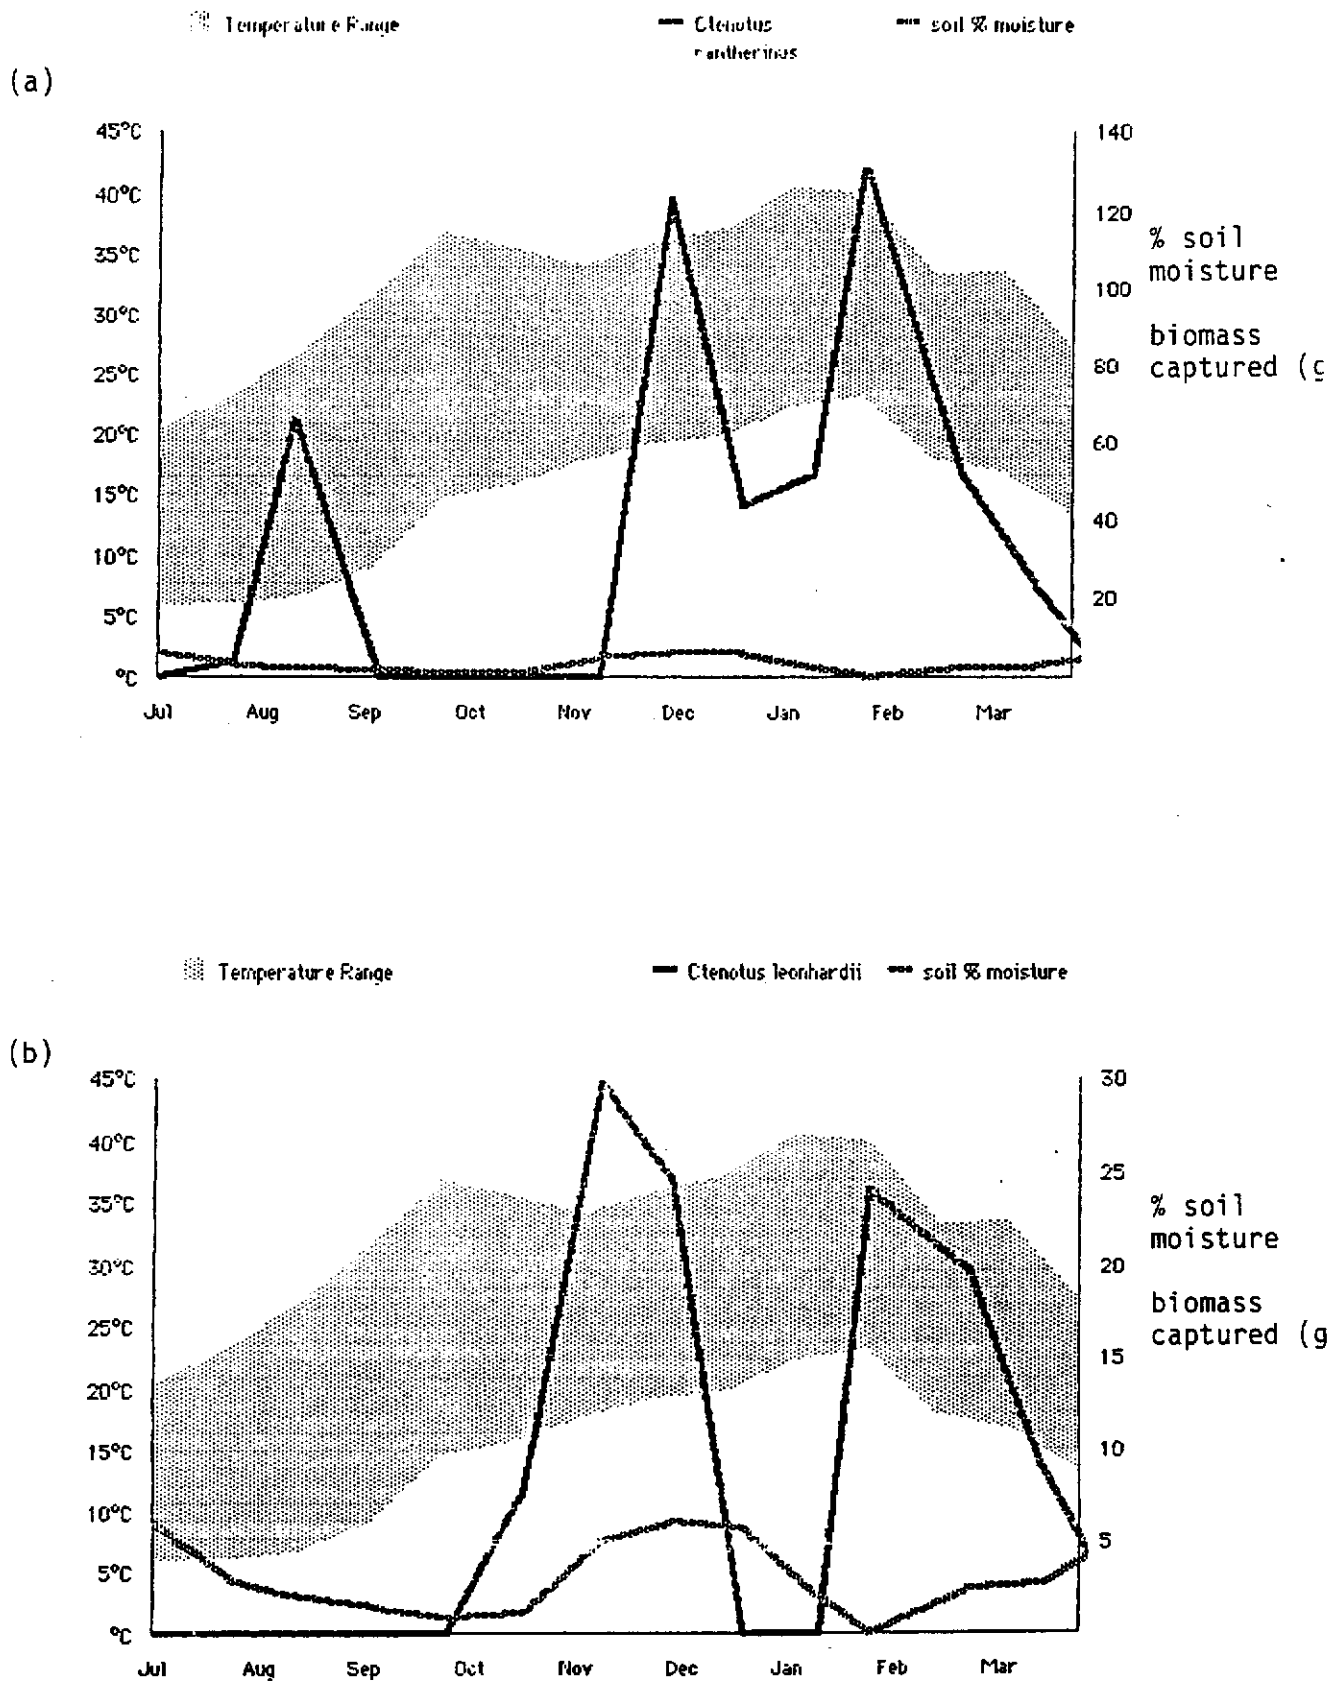 Temperature Range
Ctenotus
soil % moisture
(a)
45°C
40°C
35°C
30°C
25°C
20°C
15°C
10°C
5°C
°C
140
120
100
80
60
40
20
% soil
moisture
biomass
captured (g
Jul Aug Sep Oct Nov Dec Jan Feb Mar
Temperature Range
Ctenotus leonhardii
soil % moisture
(b)
45°C
40°C
35°C
30°C
25°C
20°C
15°C
10°C
5°C
°C
30
25
20
15
10
5
% soil
moisture
biomass
captured (g
Jul Aug Sep Oct Nov Dec Jan Feb Mar